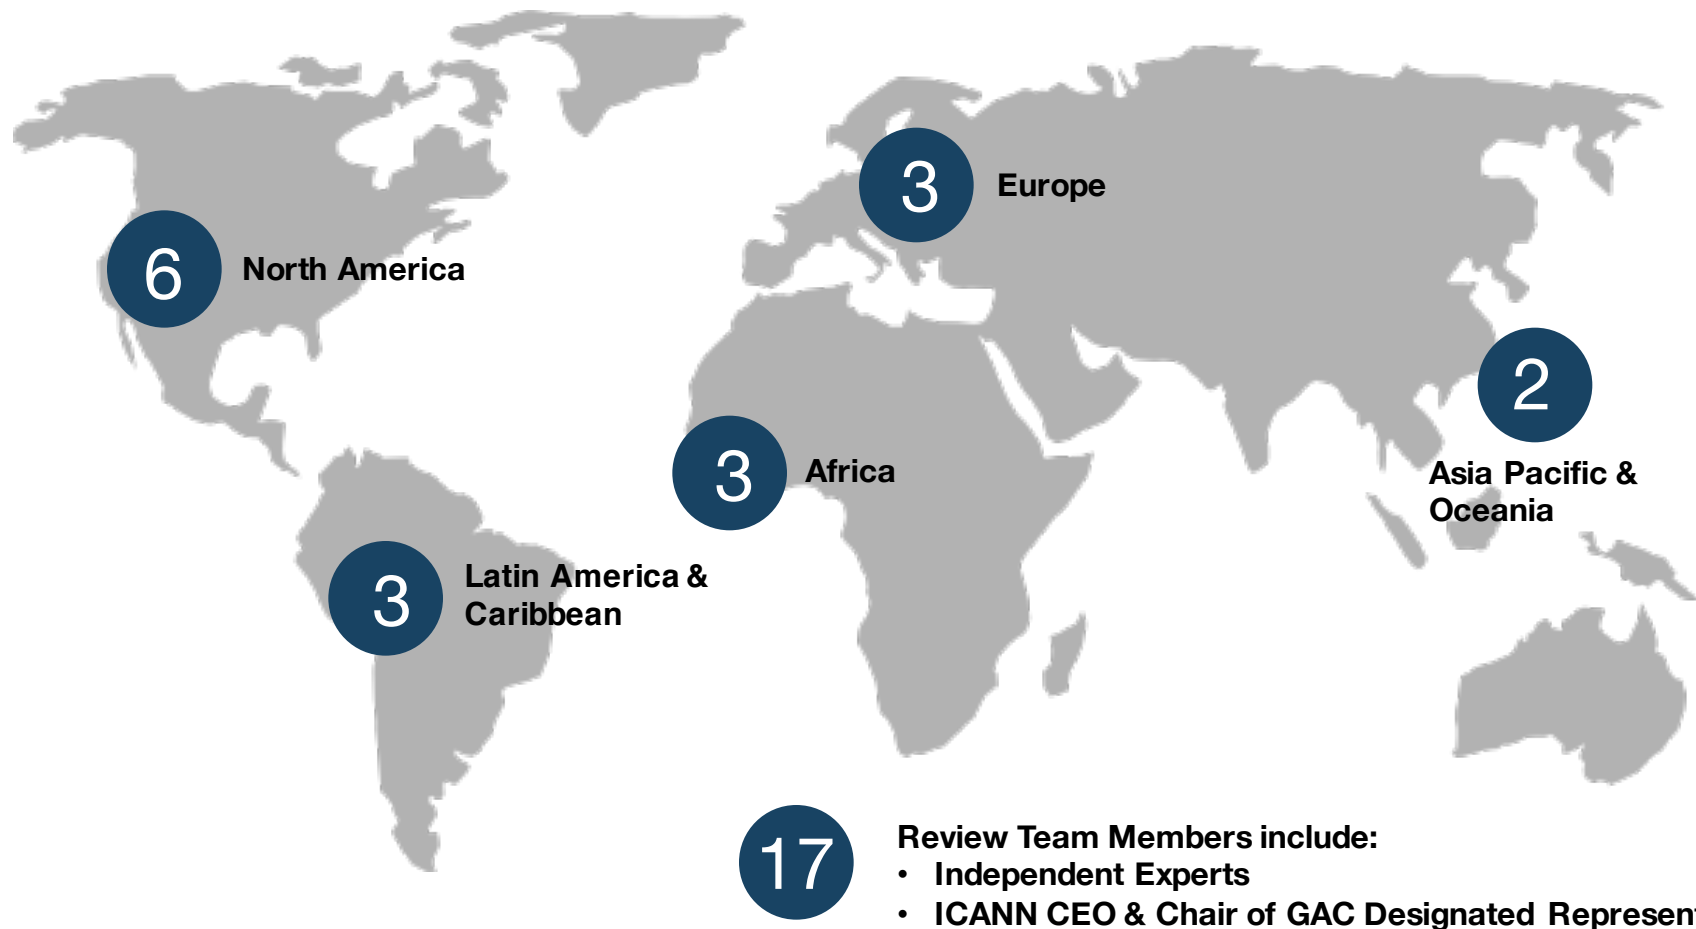 3
Europe
6
North America
2
Asia Pacific &
Oceania
3
Africa
3
Latin America &
Caribbean
17
Review Team Members include:
• Independent Experts
• ICANN CEO & Chair of GAC Designated Represent